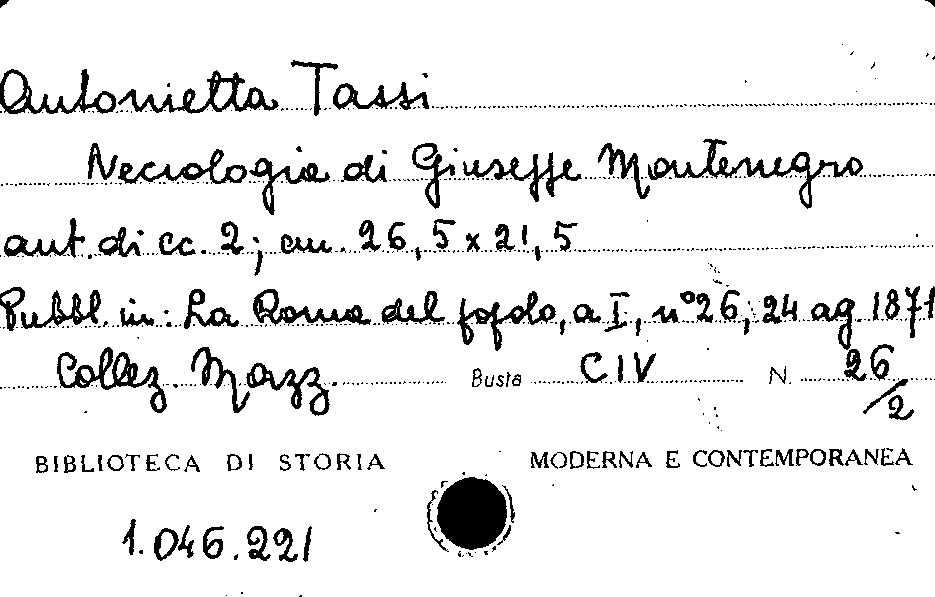 Antonietta Tassi
Necrologia di Giuseppe Montenegro
aut. di cc. 2; cm. 26,5 x 21,5
Pubbl. in: La Roma del popolo, a I, n° 26, 24 ag. 1871
Collez. Mazz. Busta CIV N. 26/2
BIBLIOTECA DI STORIA MODERNA E CONTEMPORANEA
1.046.221